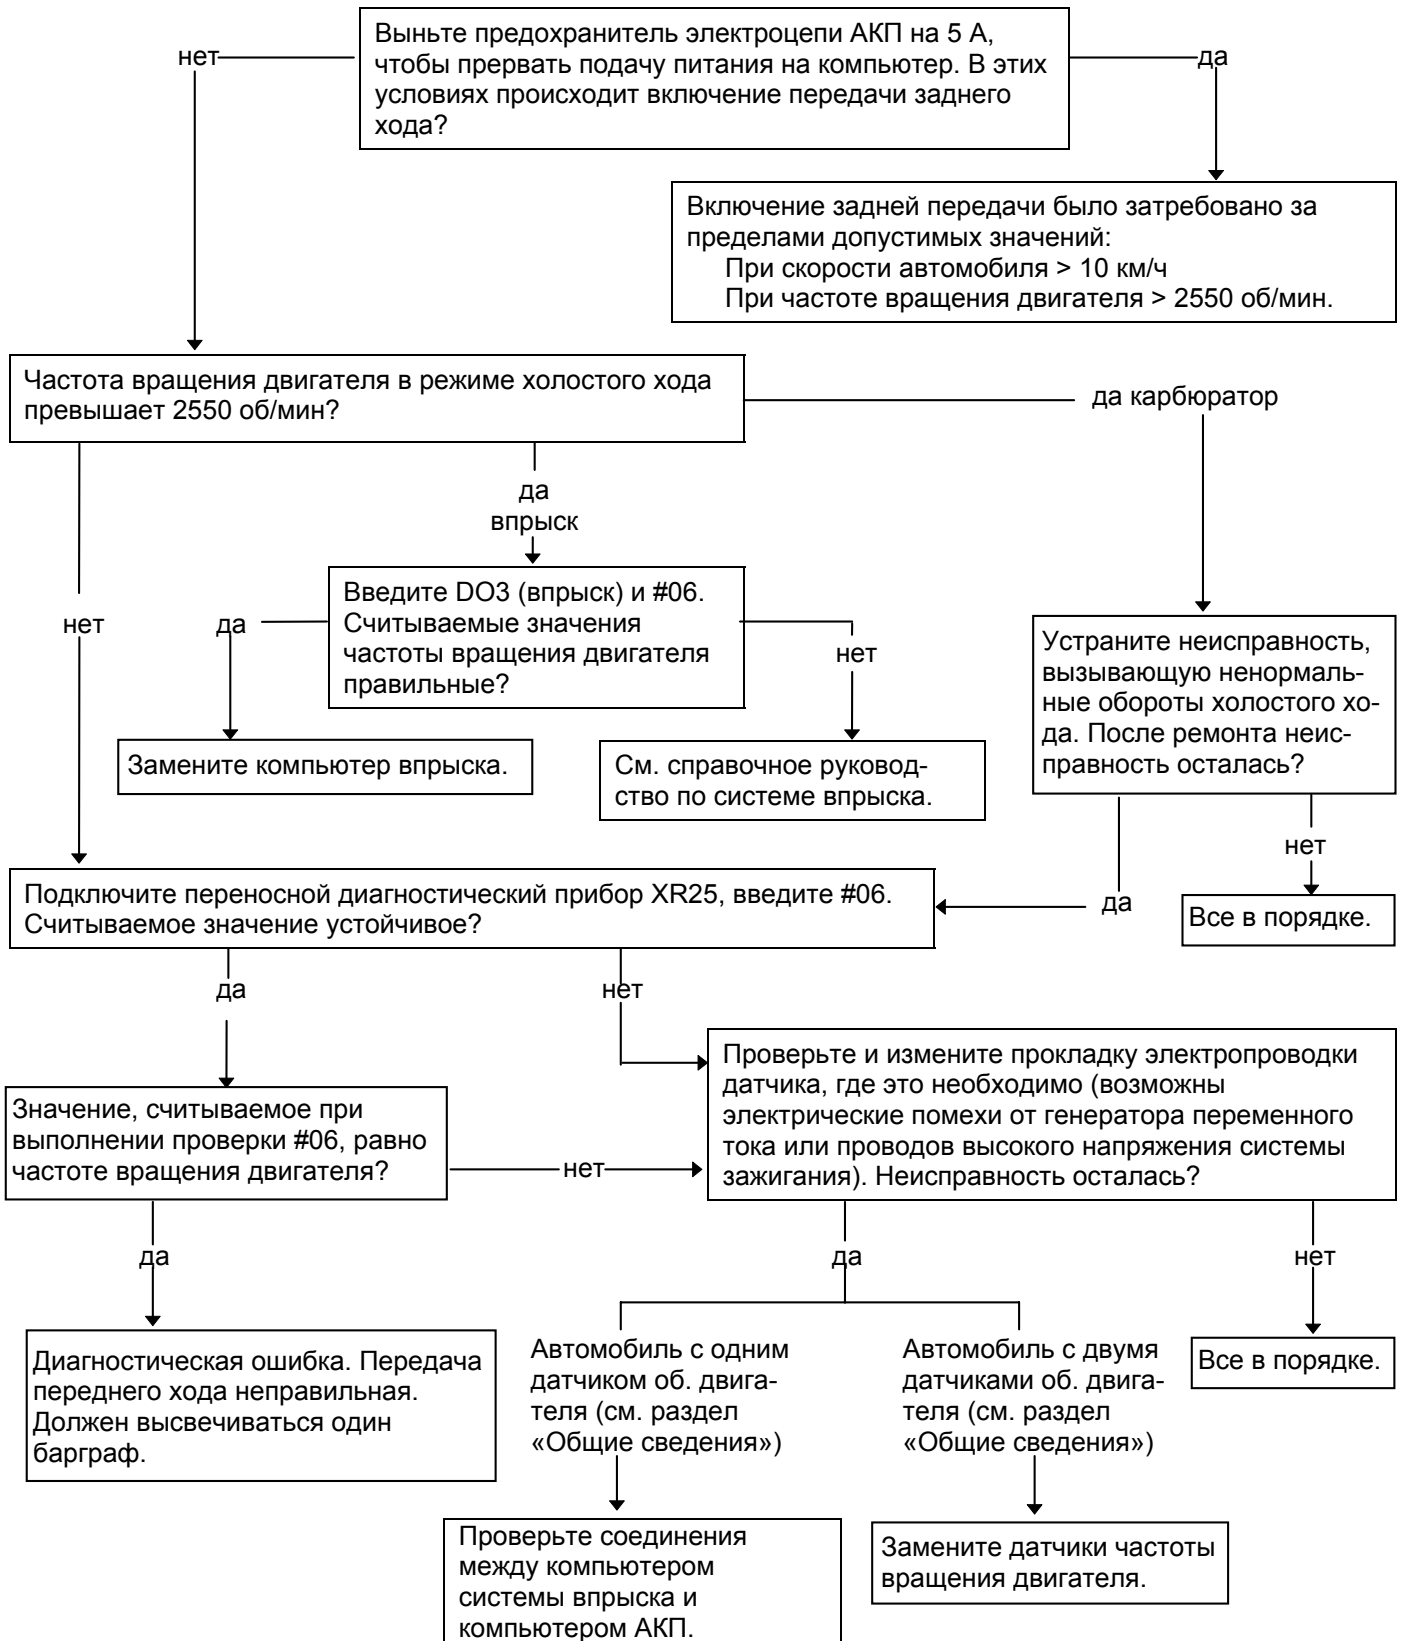 Выньте предохранитель электроцепи АКП на 5 А,
чтобы прервать подачу питания на компьютер. В этих
условиях происходит включение передачи заднего
хода?
нет
да
Включение задней передачи было затребовано за
пределами допустимых значений:
При скорости автомобиля > 10 км/ч
При частоте вращения двигателя > 2550 об/мин.
Частота вращения двигателя в режиме холостого хода
превышает 2550 об/мин?
да карбюратор
да
впрыск
нет
Введите DO3 (впрыск) и #06.
Считываемые значения
частоты вращения двигателя
правильные?
да
нет
Замените компьютер впрыска.
См. справочное руковод-
ство по системе впрыска.
Устраните неисправность,
вызывающую ненормаль-
ные обороты холостого хо-
да. После ремонта неис-
правность осталась?
нет
да
Все в порядке.
Подключите переносной диагностический прибор XR25, введите #06.
Считываемое значение устойчивое?
да
нет
Проверьте и измените прокладку электропроводки
датчика, где это необходимо (возможны
электрические помехи от генератора переменного
тока или проводов высокого напряжения системы
зажигания). Неисправность осталась?
Значение, считываемое при
выполнении проверки #06, равно
частоте вращения двигателя?
нет
да
да
нет
Диагностическая ошибка. Передача
переднего хода неправильная.
Должен высвечиваться один
барграф.
Автомобиль с одним
датчиком об. двига-
теля (см. раздел
«Общие сведения»)
Автомобиль с двумя
датчиками об. двига-
теля (см. раздел
«Общие сведения»)
Все в порядке.
Проверьте соединения
между компьютером
системы впрыска и
компьютером АКП.
Замените датчики частоты
вращения двигателя.